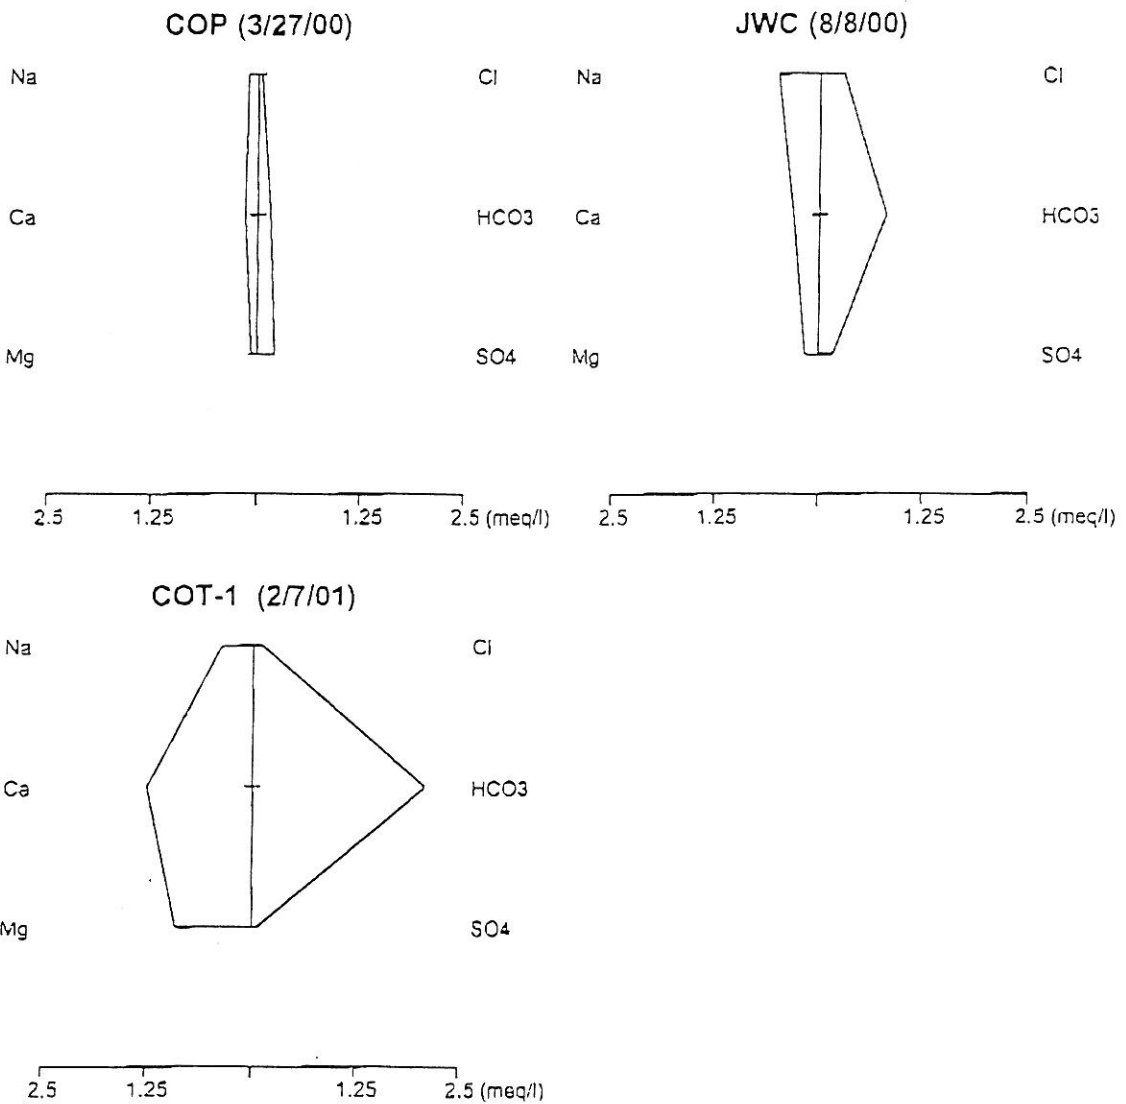 COP (3/27/00)
JWC (8/8/00)
Na
Cl
Na
Cl
Ca
HCO3
Ca
HCO3
Mg
SO4
Mg
SO4
2.5 1.25 1.25 2.5 (meq/l)
2.5 1.25 1.25 2.5 (meq/l)
COT-1 (2/7/01)
Na
Cl
Ca
HCO3
Mg
SO4
2.5 1.25 1.25 2.5 (meq/l)